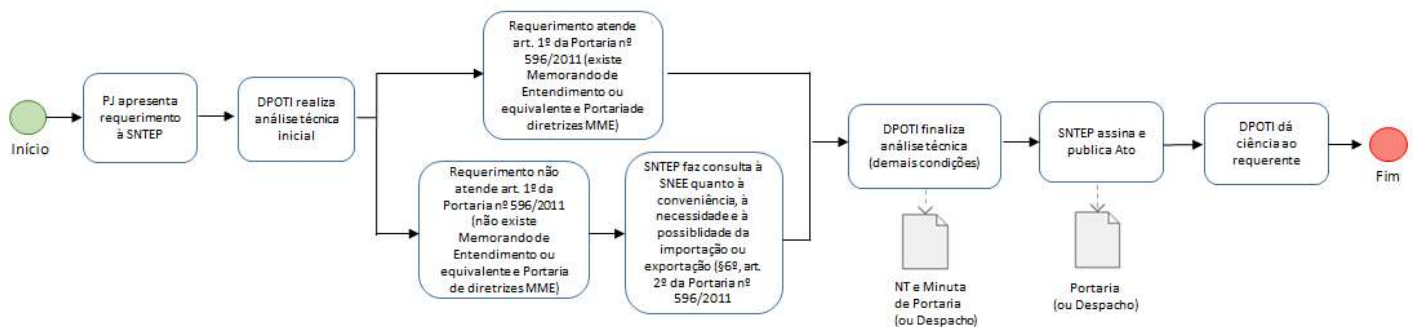 Início
PJ apresenta
requerimento
à SNTEP
DPOTI realiza
análise técnica
inicial
Requerimento atende
art. 1º da Portaria nº
596/2011 (existe
Memorando de
Entendimento ou
equivalente e Portaria de
diretrizes MME)
Requerimento não
atende art. 1º da
Portaria nº 596/2011
(não existe
Memorando de
Entendimento ou
equivalente e Portaria
de diretrizes MME)
SNTEP faz consulta à
SNEE quanto à
conveniência, à
necessidade e à
possiblidade da
importação ou
exportação (§6º, art.
2º da Portaria nº
596/2011
DPOTI finaliza
análise técnica
(demais condições)
NT e Minuta
de Portaria
(ou Despacho)
SNTEP assina e
publica Ato
Portaria
(ou Despacho)
DPOTI dá
ciência ao
requerente
Fim